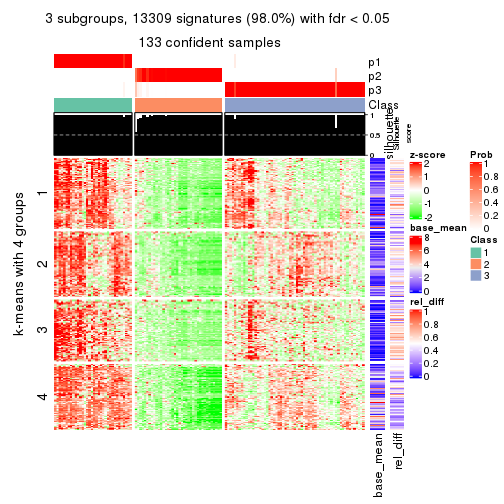 3 subgroups, 13309 signatures (98.0%) with fdr < 0.05
133 confident samples
p1
p2
p3
Class
1
0.5
0
silhouette
Silhouette
score
k-means with 4 groups
1
2
3
4
base_mean
rel_diff
z-score
2
1
0
-1
-2
base_mean
8
6
4
2
0
rel_diff
1
0.8
0.6
0.4
0.2
0
Prob
1
0.8
0.6
0.4
0.2
0
Class
1
2
3